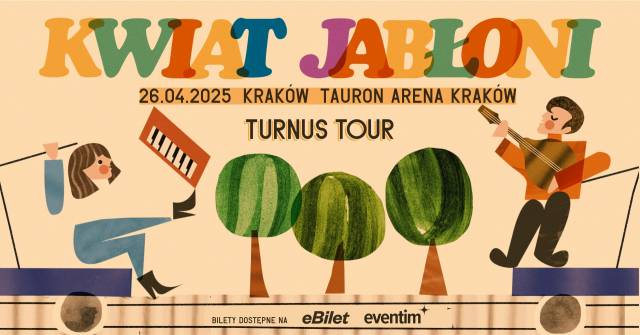 KWIAT JABŁONI
26.04.2025 KRAKÓW TAURON ARENA KRAKÓW
TURNUS TOUR
BILETY DOSTĘPNE NA eBilet eventim